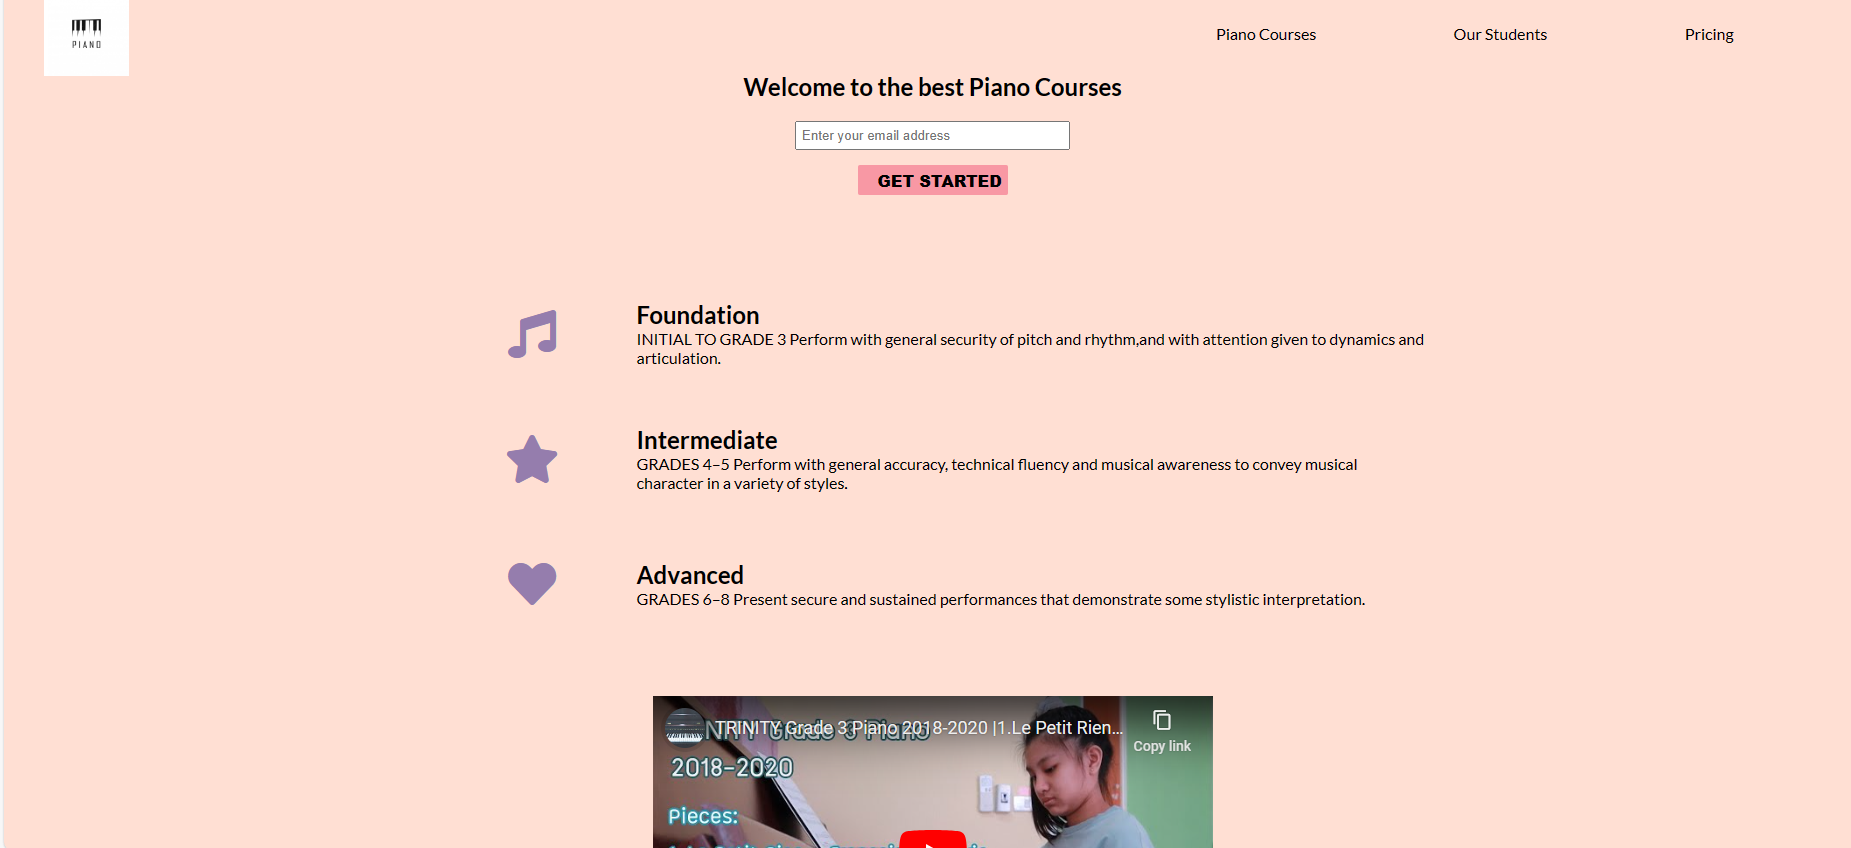 PIANO
Piano Courses
Our Students
Pricing
Welcome to the best Piano Courses
Enter your email address
GET STARTED
Foundation
INITIAL TO GRADE 3 Perform with general security of pitch and rhythm,and with attention given to dynamics and
articulation.
Intermediate
GRADES 4–5 Perform with general accuracy, technical fluency and musical awareness to convey musical
character in a variety of styles.
Advanced
GRADES 6–8 Present secure and sustained performances that demonstrate some stylistic interpretation.
TRINITY Grade 3 Piano 2018-2020 |1.Le Petit Rien...
Copy link
Grade 3 Piano
2018-2020
Pieces: